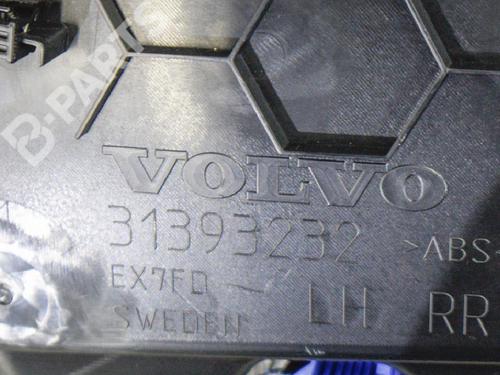 B-PARTS
VOLVO
31393232 >ABS<
EX7FD
SWEDEN LH RR